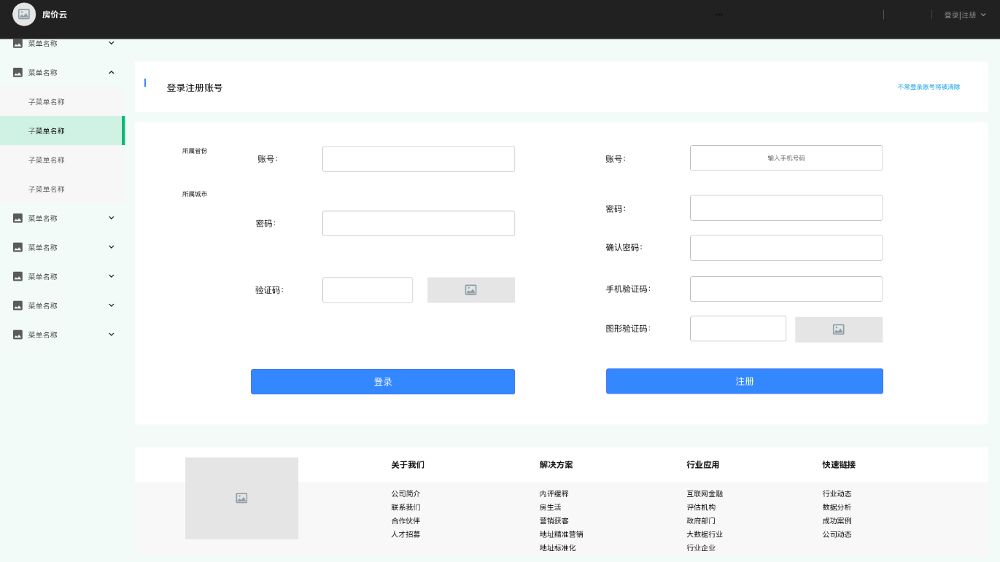 房价云
...
登录|注册
菜单名称
菜单名称
子菜单名称
子菜单名称
子菜单名称
子菜单名称
菜单名称
菜单名称
菜单名称
菜单名称
菜单名称
登录注册账号
不常登录账号将被清除
所属省份
账号：
所属城市
密码：
验证码：
登录
账号：
输入手机号码
密码：
确认密码：
手机验证码：
图形验证码：
注册
关于我们
公司简介
联系我们
合作伙伴
人才招募
解决方案
内评缓释
房生活
营销获客
地址精准营销
地址标准化
行业应用
互联网金融
评估机构
政府部门
大数据行业
行业企业
快速链接
行业动态
数据分析
成功案例
公司动态